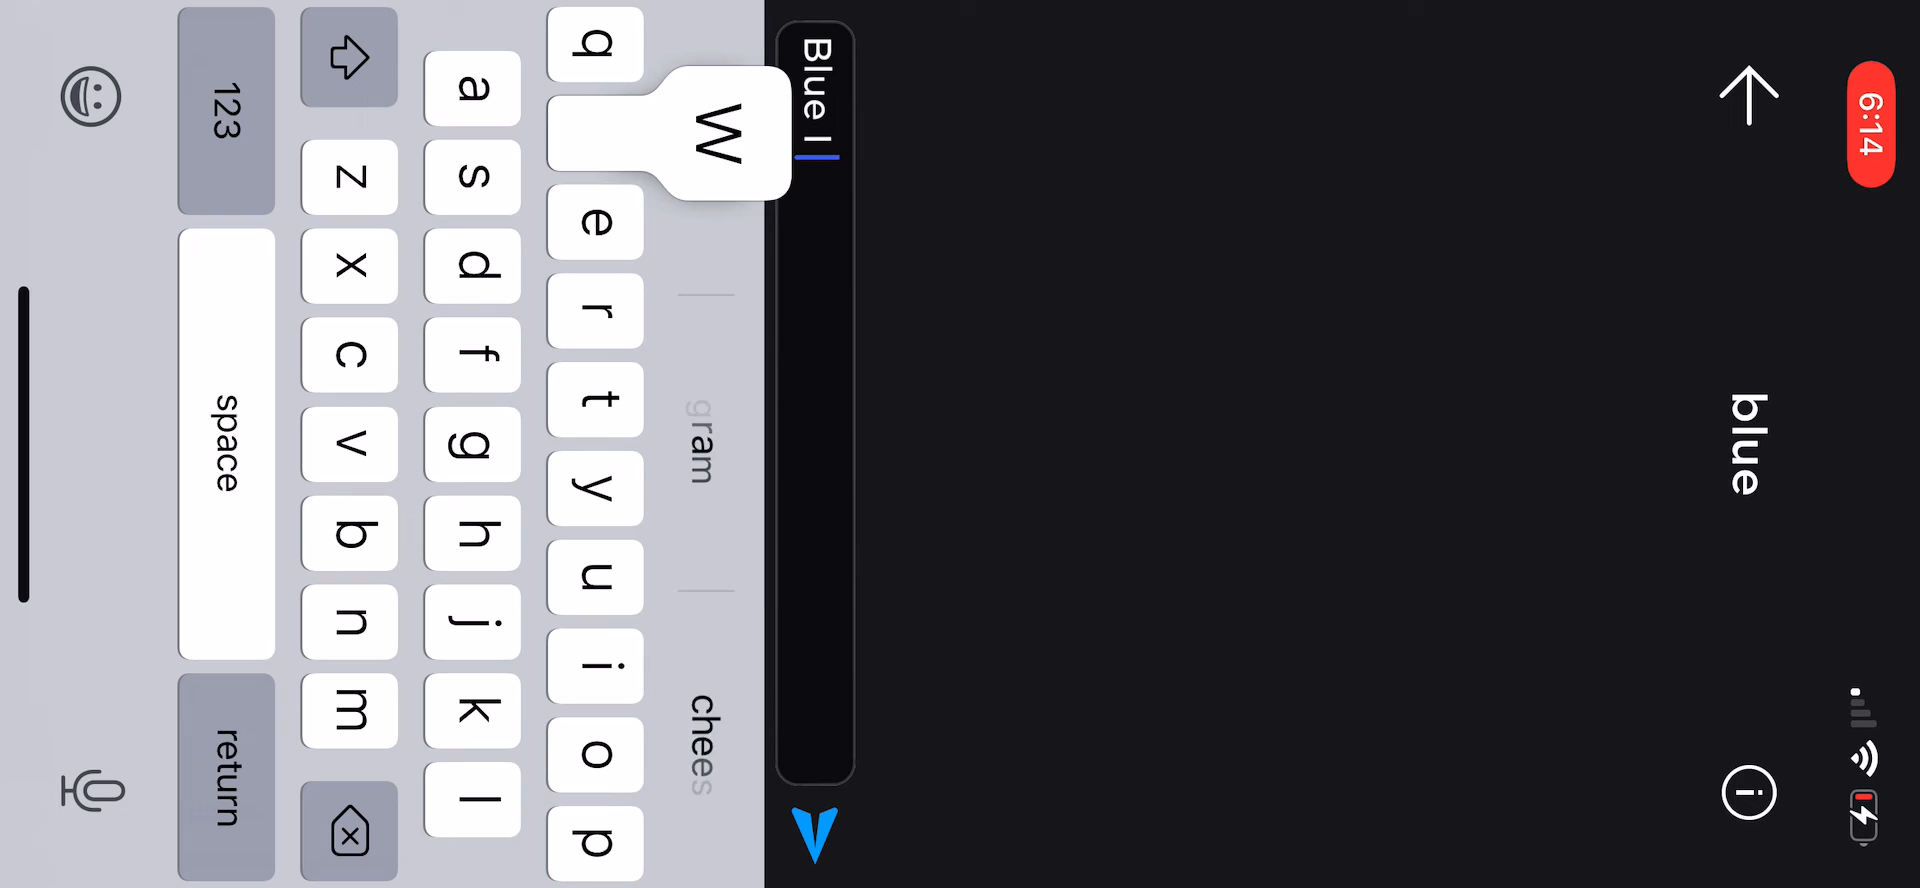 6:14
blue
Blue I
gram
chees
q W e r t y u i o p
a s d f g h j k l
z x c v b n m
123 space return